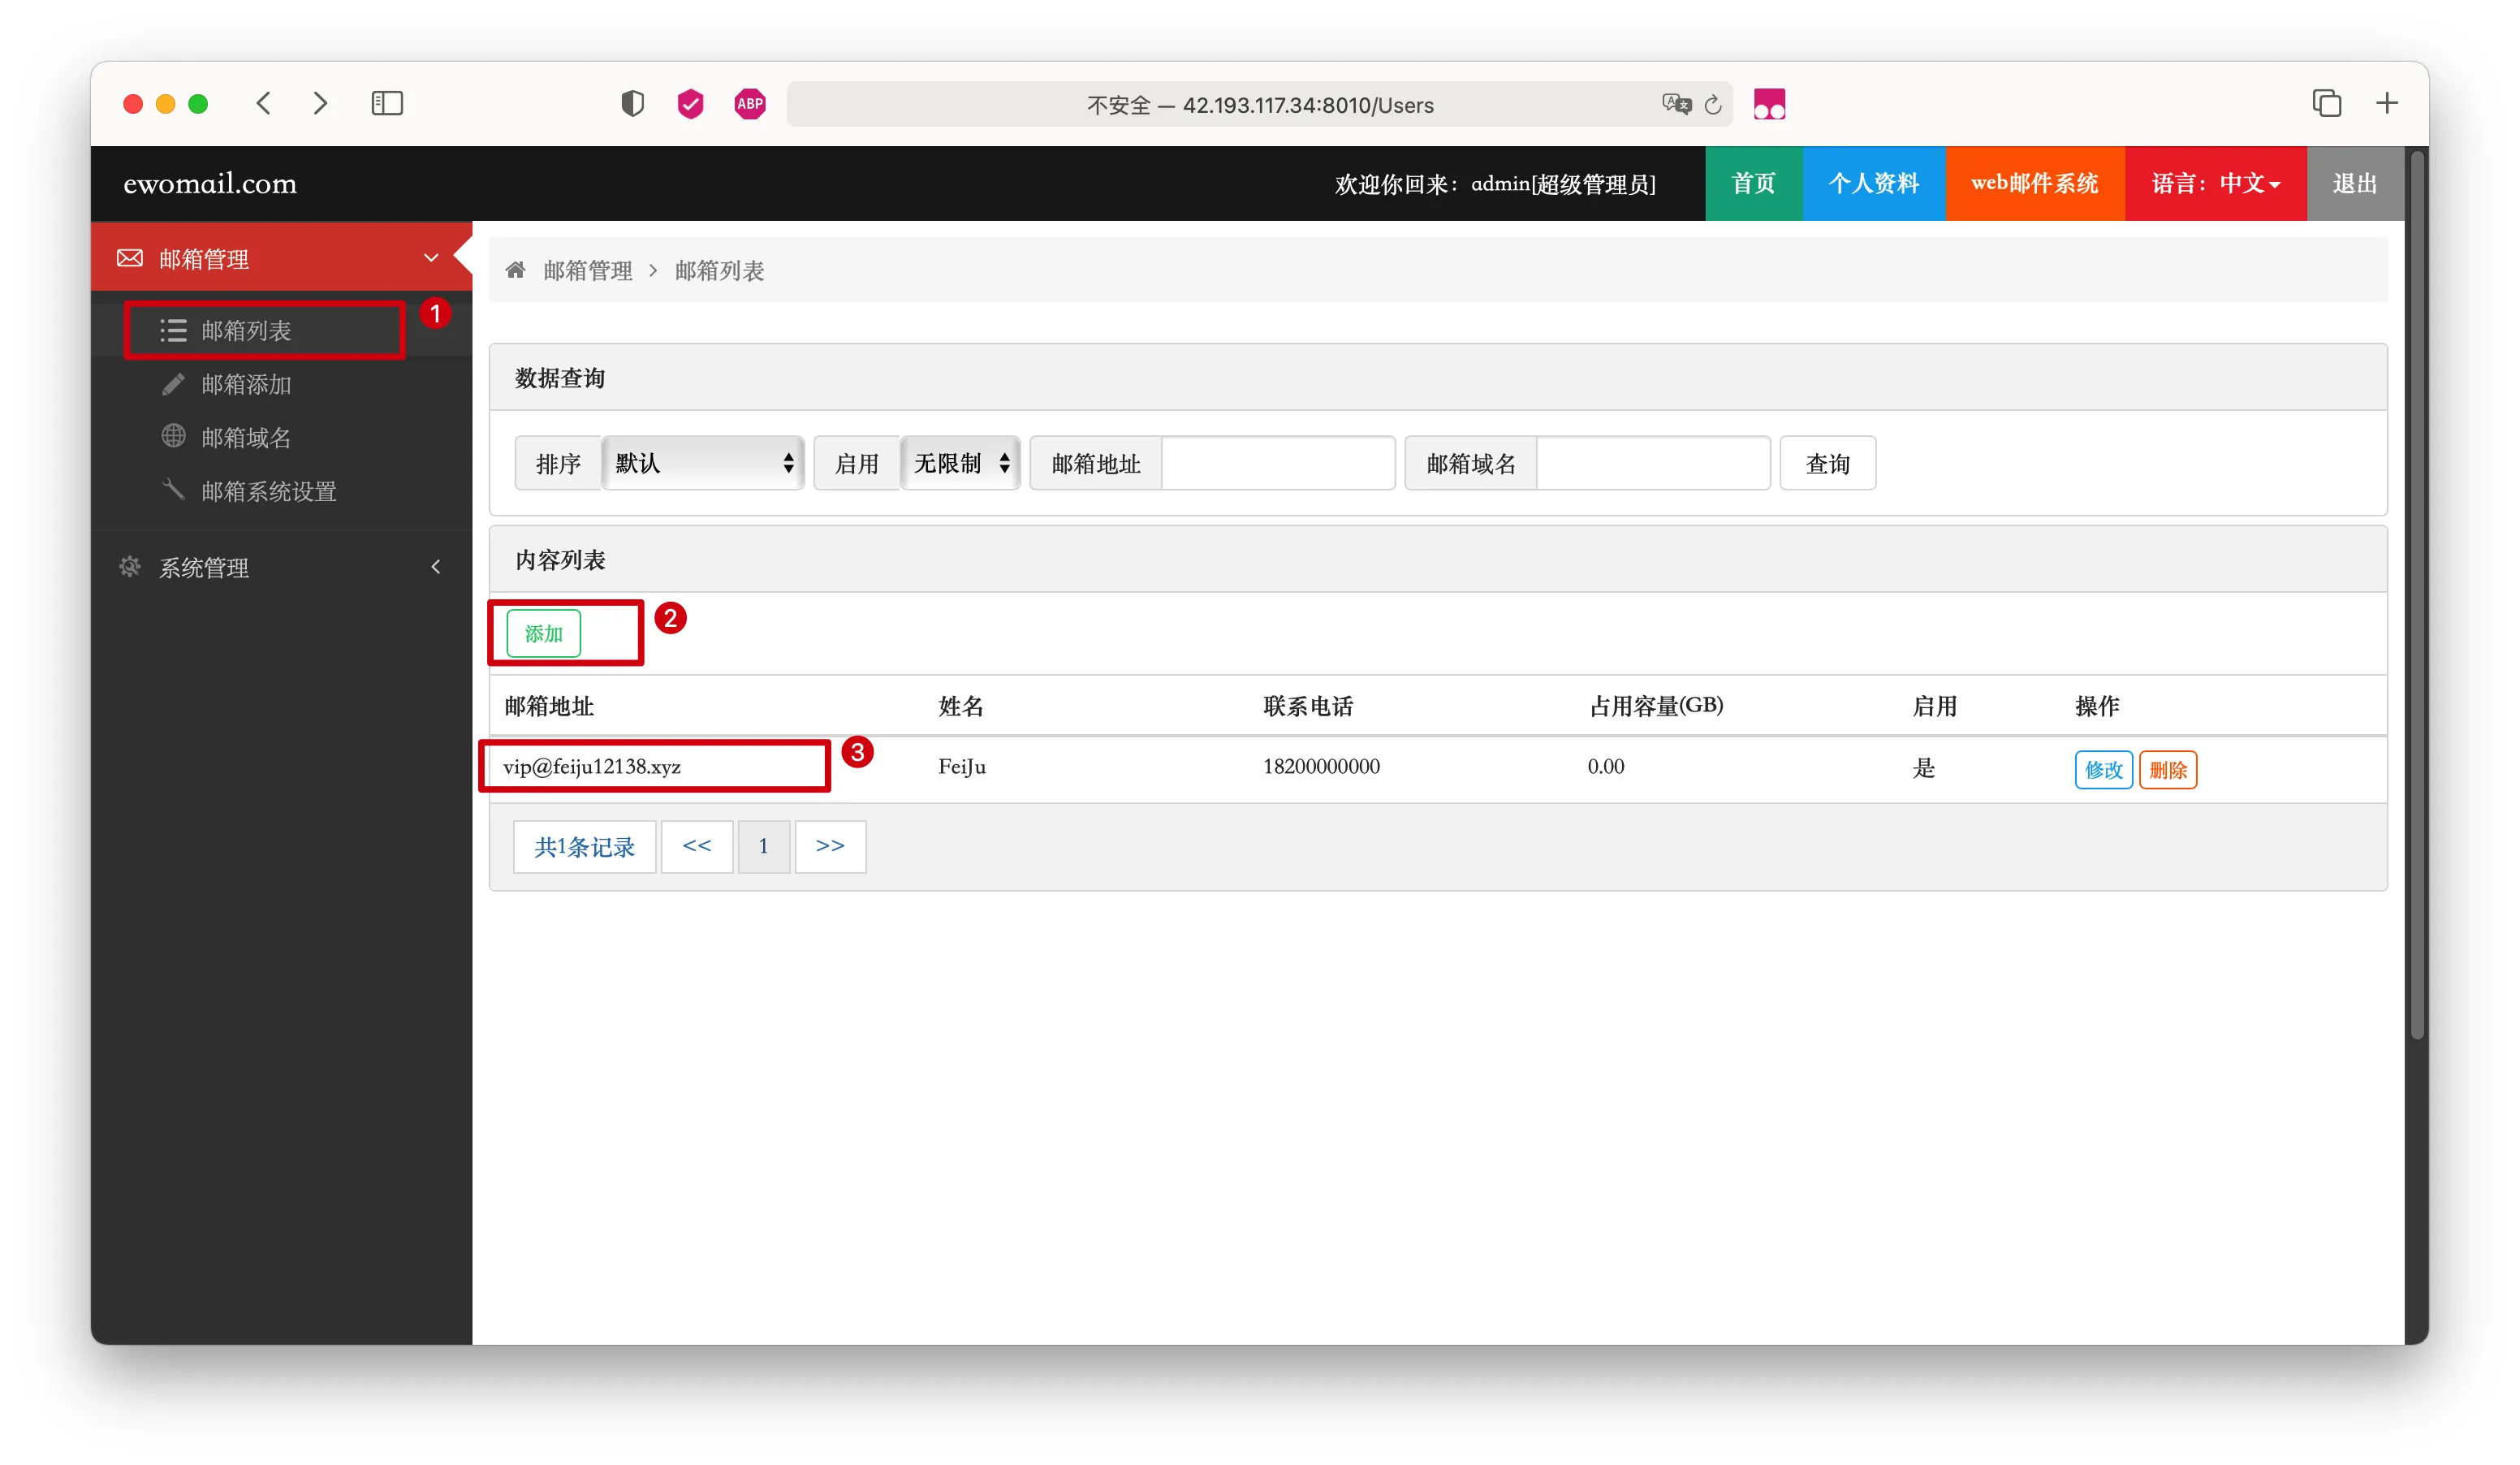 ABP
不安全 — 42.193.117.34:8010/Users
ewomail.com
欢迎你回来：admin[超级管理员]
首页
个人资料
web邮件系统
语言：中文
退出
邮箱管理
邮箱列表
1
邮箱添加
邮箱域名
邮箱系统设置
系统管理
邮箱管理 > 邮箱列表
数据查询
排序 默认 启用 无限制 邮箱地址 邮箱域名 查询
内容列表
添加
2
邮箱地址 姓名 联系电话 占用容量(GB) 启用 操作
vip@feiju12138.xyz 3 FeiJu 18200000000 0.00 是 修改 删除
共1条记录 << 1 >>